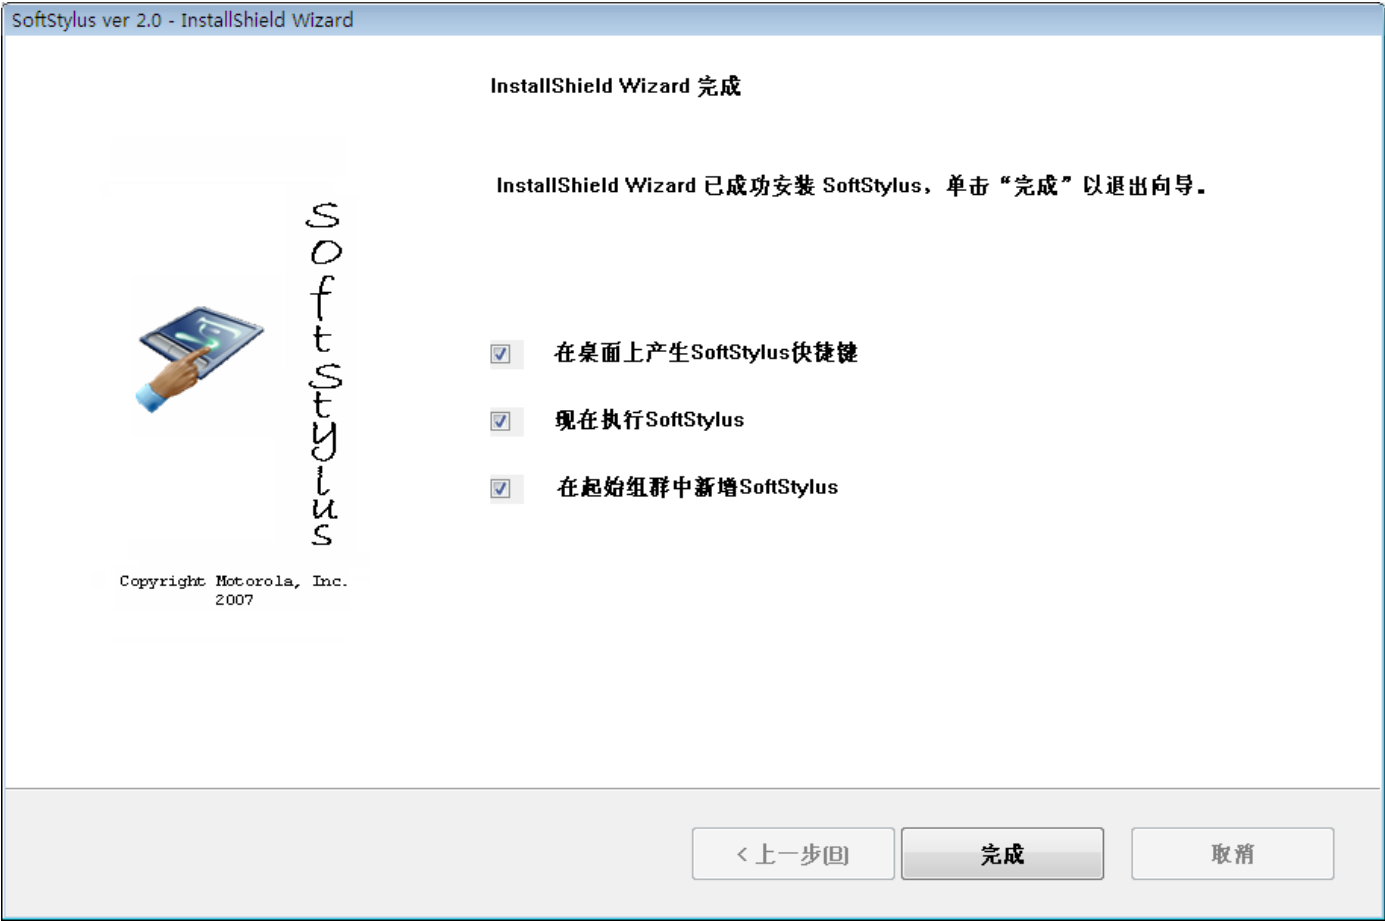 SoftStylus ver 2.0 - InstallShield Wizard
InstallShield Wizard 完成
InstallShield Wizard 已成功安装 SoftStylus，单击“完成”以退出向导。
SoftStylus
在桌面上产生SoftStylus快捷键
现在执行SoftStylus
在起始组群中新增SoftStylus
Copyright Motorola, Inc.
2007
< 上一步(B)
完成
取消